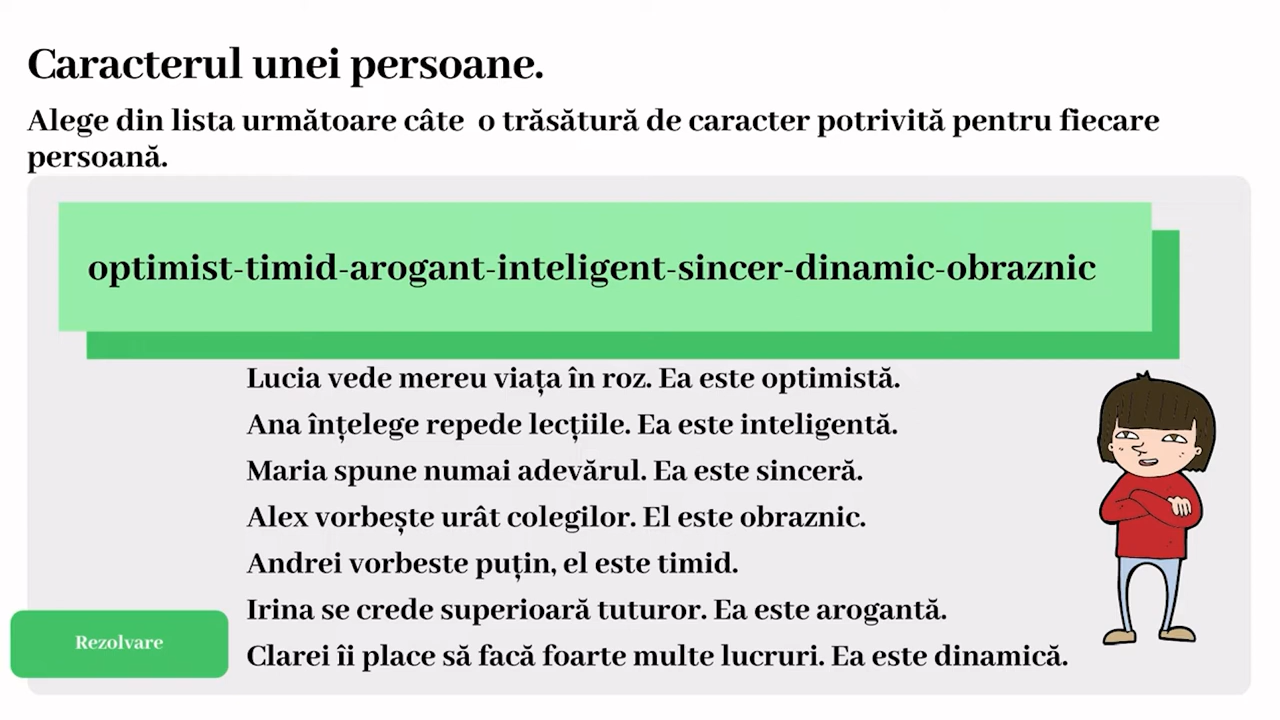 Caracterul unei persoane.
Alege din lista următoare câte o trăsătură de caracter potrivită pentru fiecare
persoană.
optimist-timid-arogant-inteligent-sincer-dinamic-obraznic
Lucia vede mereu viața în roz. Ea este optimistă.
Ana înțelege repede lecțiile. Ea este inteligentă.
Maria spune numai adevărul. Ea este sinceră.
Alex vorbește urât colegilor. El este obraznic.
Andrei vorbeste puțin, el este timid.
Irina se crede superioară tuturor. Ea este arogantă.
Clarei îi place să facă foarte multe lucruri. Ea este dinamică.
Rezolvare